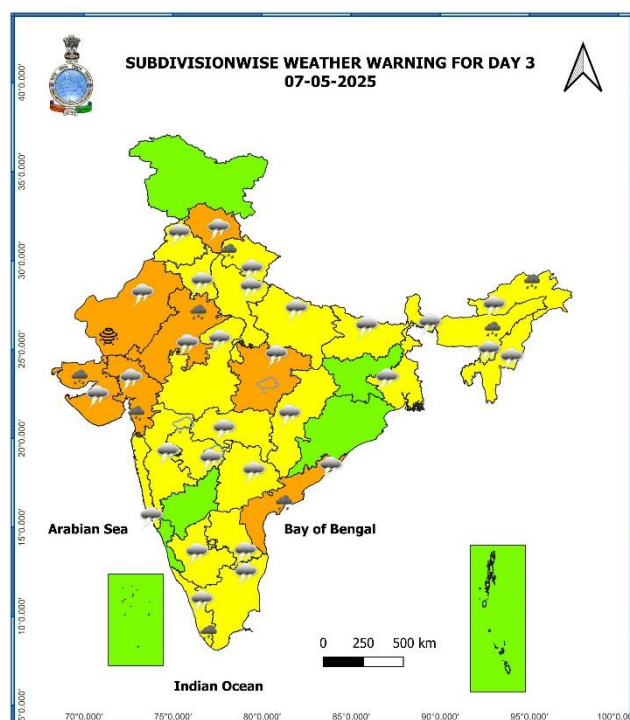 SUBDIVISIONWISE WEATHER WARNING FOR DAY 3
07-05-2025
40°0.000'
35°0.000'
30°0.000'
25°0.000'
20°0.000'
15°0.000'
10°0.000'
5°0.000'
Arabian Sea
Bay of Bengal
0 250 500 km
Indian Ocean
70°0.000' 75°0.000' 80°0.000' 85°0.000' 90°0.000' 95°0.000' 100°0.0